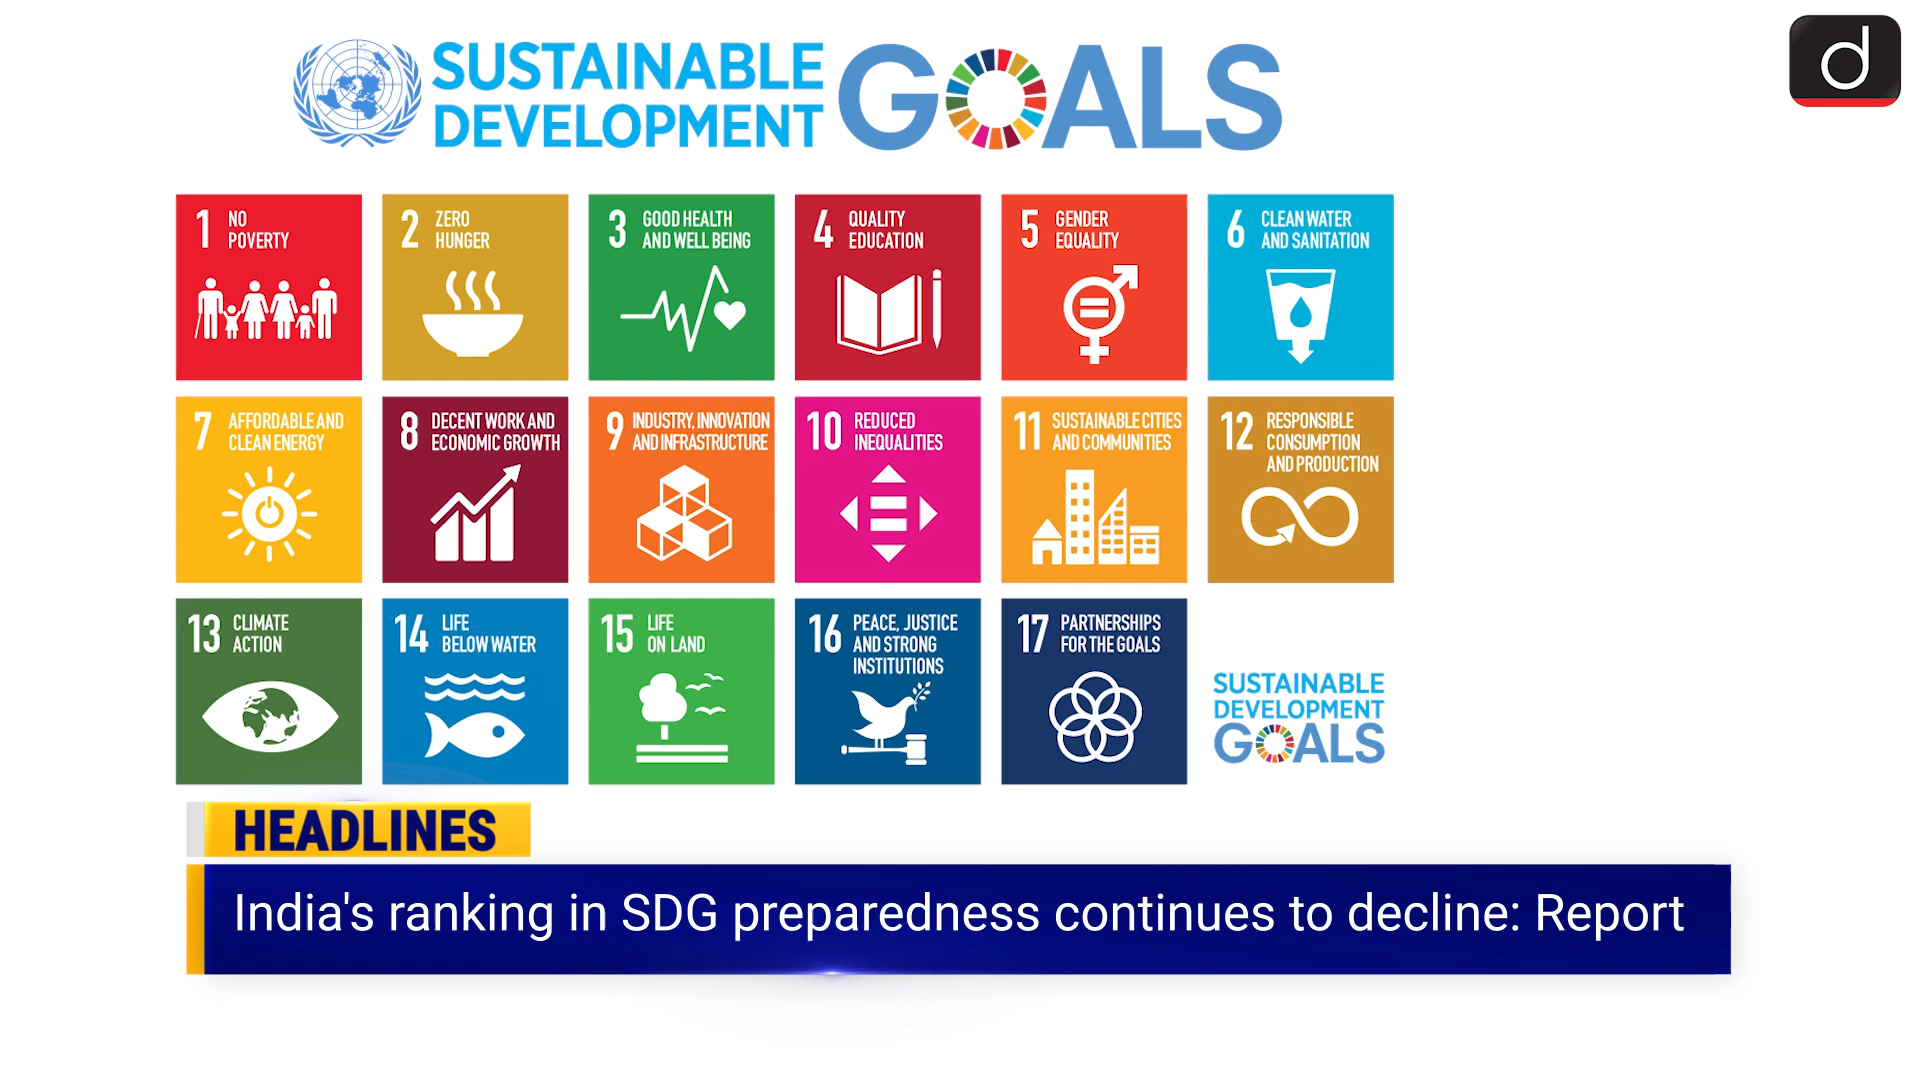 SUSTAINABLE
DEVELOPMENT
GOALS
d
1 NO
POVERTY
2 ZERO
HUNGER
3 GOOD HEALTH
AND WELL BEING
4 QUALITY
EDUCATION
5 GENDER
EQUALITY
6 CLEAN WATER
AND SANITATION
7 AFFORDABLE AND
CLEAN ENERGY
8 DECENT WORK AND
ECONOMIC GROWTH
9 INDUSTRY, INNOVATION
AND INFRASTRUCTURE
10 REDUCED
INEQUALITIES
11 SUSTAINABLE CITIES
AND COMMUNITIES
12 RESPONSIBLE
CONSUMPTION
AND PRODUCTION
13 CLIMATE
ACTION
14 LIFE
BELOW WATER
15 LIFE
ON LAND
16 PEACE, JUSTICE
AND STRONG
INSTITUTIONS
17 PARTNERSHIPS
FOR THE GOALS
SUSTAINABLE
DEVELOPMENT
GOALS
HEADLINES
India's ranking in SDG preparedness continues to decline: Report